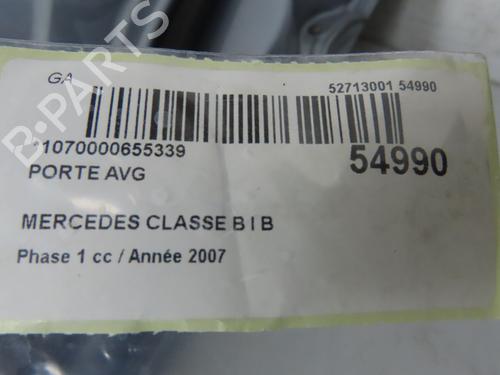 GA
52713001 54990
*1070000655339
54990
PORTE AVG
MERCEDES CLASSE B I B
Phase 1 cc / Année 2007
B-PARTS